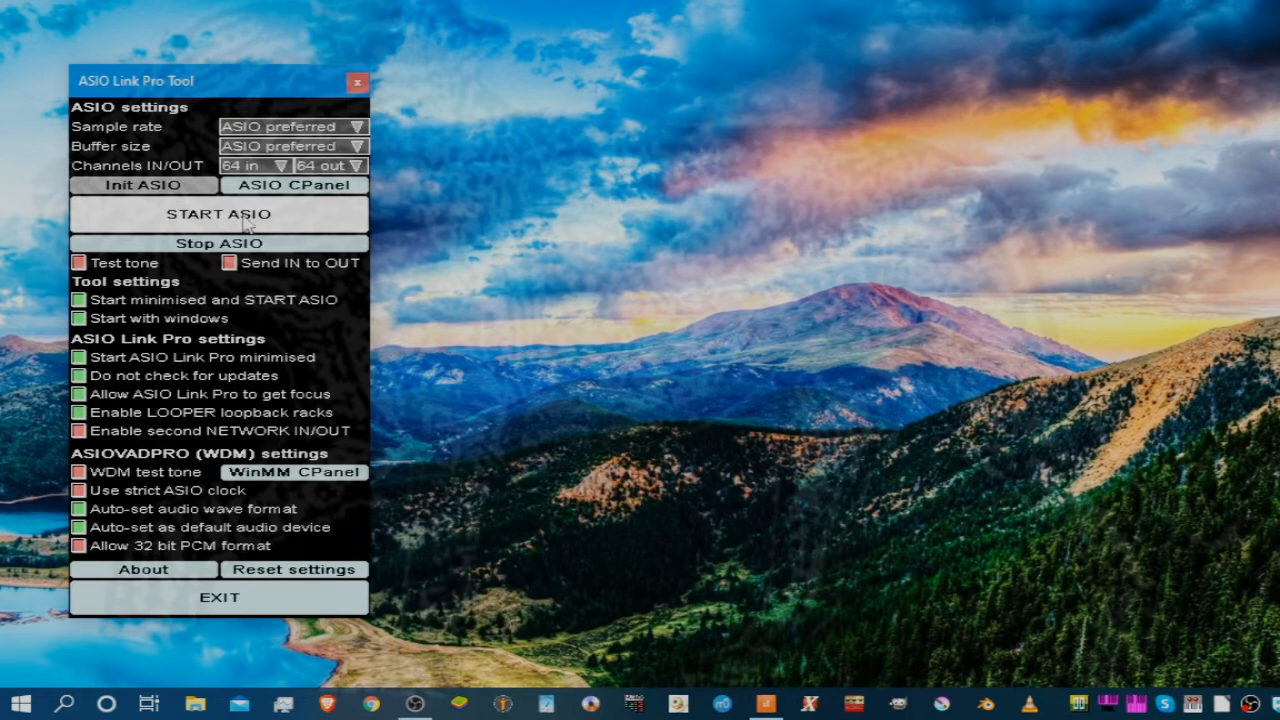 ASIO Link Pro Tool x
ASIO settings
Sample rate ASIO preferred
Buffer size ASIO preferred
Channels IN/OUT 64 in 64 out
Init ASIO ASIO CPanel
START ASIO
Stop ASIO
Test tone Send IN to OUT
Tool settings
Start minimised and START ASIO
Start with windows
ASIO Link Pro settings
Start ASIO Link Pro minimised
Do not check for updates
Allow ASIO Link Pro to get focus
Enable LOOPER loopback racks
Enable second NETWORK IN/OUT
ASIOVADPRO (WDM) settings
WDM test tone WinMM CPanel
Use strict ASIO clock
Auto-set audio wave format
Auto-set as default audio device
Allow 32 bit PCM format
About Reset settings
EXIT